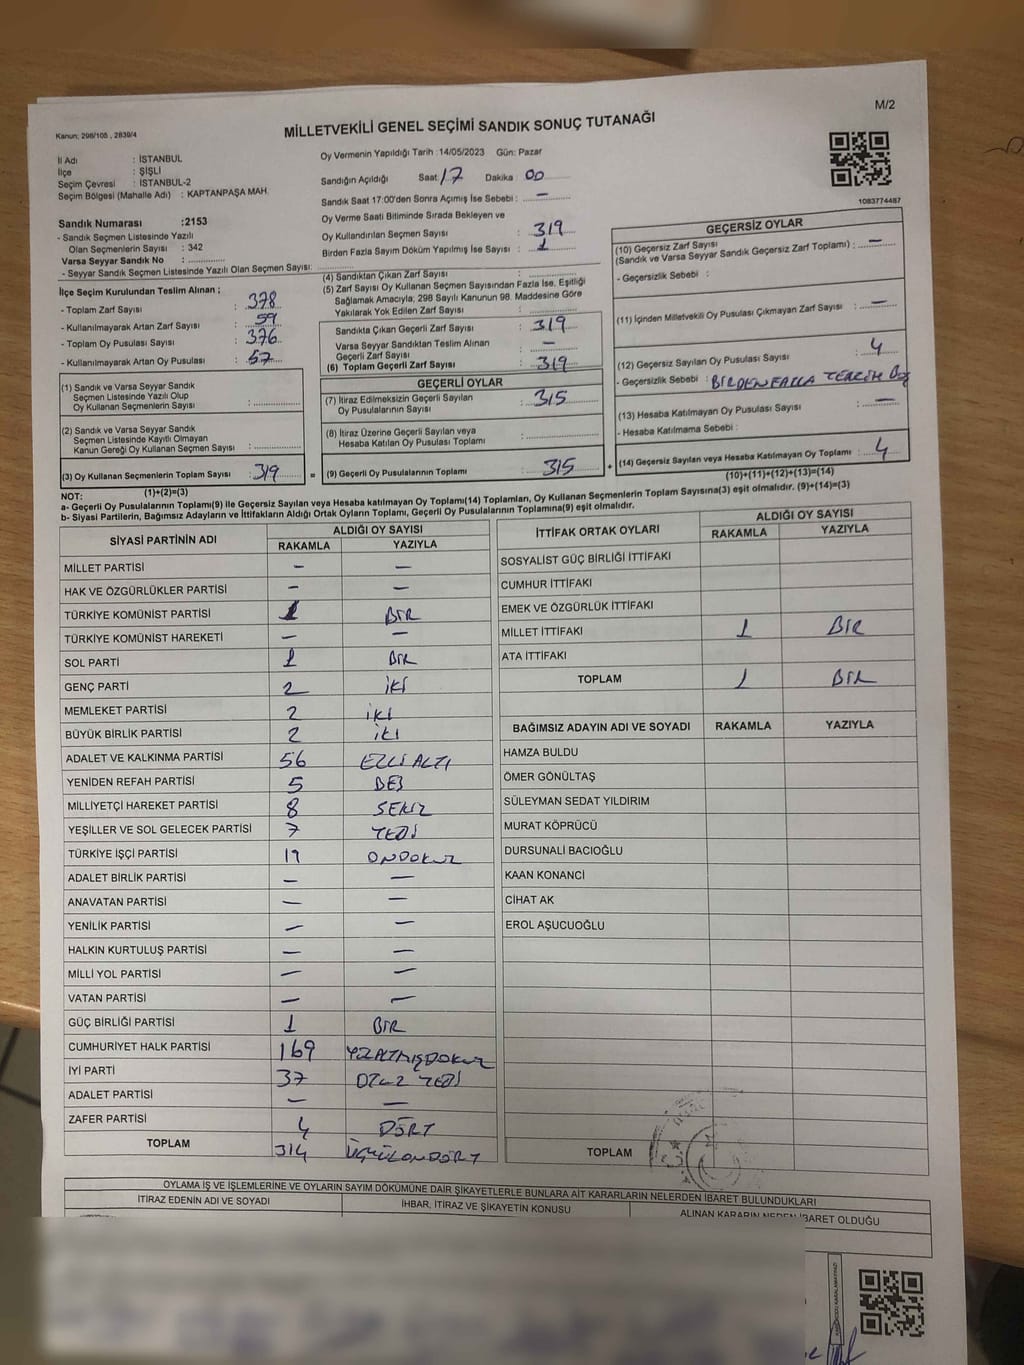 M/2
Kanun; 298/105 , 2839/4
MİLLETVEKİLİ GENEL SEÇİMİ SANDIK SONUÇ TUTANAĞI
İl Adı : İSTANBUL
İlçe : ŞİŞLİ
Seçim Çevresi : İSTANBUL-2
Seçim Bölgesi (Mahalle Adı) : KAPTANPAŞA MAH.
Sandık Numarası :2153
- Sandık Seçmen Listesinde Yazılı
Olan Seçmenlerin Sayısı : 342
Varsa Seyyar Sandık No :
- Seyyar Sandık Seçmen Listesinde Yazılı Olan Seçmen Sayısı:
Oy Vermenin Yapıldığı Tarih :14/05/2023 Gün: Pazar
Sandığın Açıldığı Saat: 17 Dakika 00
Sandık Saat 17:00'den Sonra Açımış İse Sebebi : —
Oy Verme Saati Bitiminde Sırada Bekleyen ve
Oy Kullandırılan Seçmen Sayısı : 319
Birden Fazla Sayım Döküm Yapılmış İse Sayısı : 1
1083774487
İlçe Seçim Kurulundan Teslim Alınan ;
- Toplam Zarf Sayısı : 378
- Kullanılmayarak Artan Zarf Sayısı : 59
- Toplam Oy Pusulası Sayısı : 376
- Kullanılmayarak Artan Oy Pusulası : 57
(1) Sandık ve Varsa Seyyar Sandık
Seçmen Listesinde Yazılı Olup
Oy Kullanan Seçmenlerin Sayısı :
(2) Sandık ve Varsa Seyyar Sandık
Seçmen Listesinde Kayıtlı Olmayan
Kanun Gereği Oy Kullanan Seçmen Sayısı :
(3) Oy Kullanan Seçmenlerin Toplam Sayısı : 319
(1)+(2)=(3)
(4) Sandıktan Çıkan Zarf Sayısı :
(5) Zarf Sayısı Oy Kullanan Seçmen Sayısından Fazla İse, Eşitliği
Sağlamak Amacıyla; 298 Sayılı Kanunun 98. Maddesine Göre
Yakılarak Yok Edilen Zarf Sayısı :
Sandıkta Çıkan Geçerli Zarf Sayısı : 319
Varsa Seyyar Sandıktan Teslim Alınan
Geçerli Zarf Sayısı : —
(6) Toplam Geçerli Zarf Sayısı : 319
GEÇERLİ OYLAR
(7) İtiraz Edilmeksizin Geçerli Sayılan
Oy Pusulalarının Sayısı : 315
(8) İtiraz Üzerine Geçerli Sayılan veya
Hesaba Katılan Oy Pusulası Toplamı :
= (9) Geçerli Oy Pusulalarının Toplamı : 315
GEÇERSİZ OYLAR
(10) Geçersiz Zarf Sayısı
(Sandık ve Varsa Seyyar Sandık Geçersiz Zarf Toplamı) : —
- Geçersizlik Sebebi :
(11) İçinden Milletvekili Oy Pusulası Çıkmayan Zarf Sayısı : —
(12) Geçersiz Sayılan Oy Pusulası Sayısı : 4
- Geçersizlik Sebebi : BİRDEN FAZLA TERCİH
(13) Hesaba Katılmayan Oy Pusulası Sayısı : —
- Hesaba Katılmama Sebebi :
+ (14) Geçersiz Sayılan veya Hesaba Katılmayan Oy Toplamı : 4
(10)+(11)+(12)+(13)=(14)
NOT:
a- Geçerli Oy Pusulalarının Toplamı(9) ile Geçersiz Sayılan veya Hesaba katılmayan Oy Toplamı(14) Toplamları, Oy Kullanan Seçmenlerin Toplam Sayısına(3) eşit olmalıdır. (9)+(14)=(3)
b- Siyasi Partilerin, Bağımsız Adayların ve İttifakların Aldığı Ortak Oyların Toplamı, Geçerli Oy Pusulalarının Toplamına(9) eşit olmalıdır.
SİYASİ PARTİNİN ADI ALDIĞI OY SAYISI
RAKAMLA YAZIYLA
MİLLET PARTİSİ — —
HAK VE ÖZGÜRLÜKLER PARTİSİ — —
TÜRKİYE KOMÜNİST PARTİSİ 1 BİR
TÜRKİYE KOMÜNİST HAREKETİ — —
SOL PARTİ 1 BİR
GENÇ PARTİ 2 İKİ
MEMLEKET PARTİSİ 2 İKİ
BÜYÜK BİRLİK PARTİSİ 2 İKİ
ADALET VE KALKINMA PARTİSİ 56 ELLİ ALTI
YENİDEN REFAH PARTİSİ 5 BEŞ
MİLLİYETÇİ HAREKET PARTİSİ 8 SEKİZ
YEŞİLLER VE SOL GELECEK PARTİSİ 7 YEDİ
TÜRKİYE İŞÇİ PARTİSİ 19 ONDOKUZ
ADALET BİRLİK PARTİSİ — —
ANAVATAN PARTİSİ — —
YENİLİK PARTİSİ — —
HALKIN KURTULUŞ PARTİSİ — —
MİLLİ YOL PARTİSİ — —
VATAN PARTİSİ — —
GÜÇ BİRLİĞİ PARTİSİ 1 BİR
CUMHURİYET HALK PARTİSİ 169 YÜZALTMIŞDOKUZ
İYİ PARTİ 37 OTUZ YEDİ
ADALET PARTİSİ — —
ZAFER PARTİSİ 4 DÖRT
TOPLAM 314 ÜÇYÜZONDÖRT
İTTİFAK ORTAK OYLARI ALDIĞI OY SAYISI
RAKAMLA YAZIYLA
SOSYALİST GÜÇ BİRLİĞİ İTTİFAKI
CUMHUR İTTİFAKI
EMEK VE ÖZGÜRLÜK İTTİFAKI
MİLLET İTTİFAKI 1 BİR
ATA İTTİFAKI
TOPLAM 1 BİR
BAĞIMSIZ ADAYIN ADI VE SOYADI RAKAMLA YAZIYLA
HAMZA BULDU
ÖMER GÖNÜLTAŞ
SÜLEYMAN SEDAT YILDIRIM
MURAT KÖPRÜCÜ
DURSUNALİ BACIOĞLU
KAAN KONANCİ
CİHAT AK
EROL AŞUCUOĞLU
TOPLAM
OYLAMA İŞ VE İŞLEMLERİNE VE OYLARIN SAYIM DÖKÜMÜNE DAİR ŞİKAYETLERLE BUNLARA AİT KARARLARIN NELERDEN İBARET BULUNDUKLARI
İTİRAZ EDENİN ADI VE SOYADI İHBAR, İTİRAZ VE ŞİKAYETİN KONUSU ALINAN KARARIN NEDEN İBARET OLDUĞU